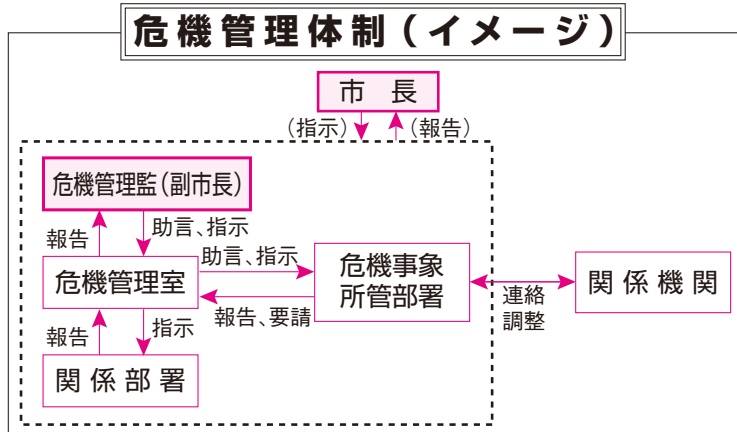 危機管理体制(イメージ)
市長
(指示)
(報告)
危機管理監(副市長)
報告
助言、指示
危機管理室
助言、指示
報告、要請
危機事象
所管部署
連絡
調整
関係機関
報告
指示
関係部署